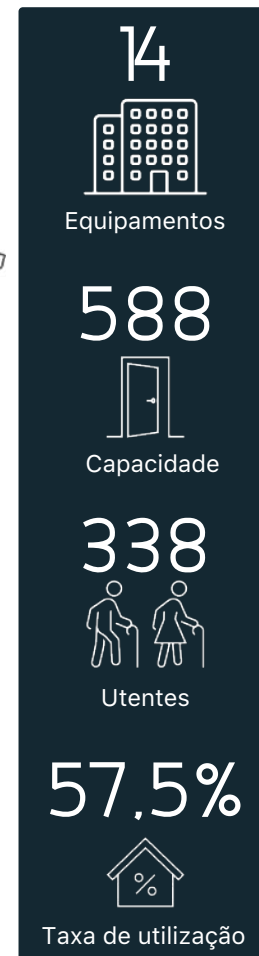 14
Equipamentos
588
Capacidade
338
Utentes
57,5%
%
Taxa de utilização